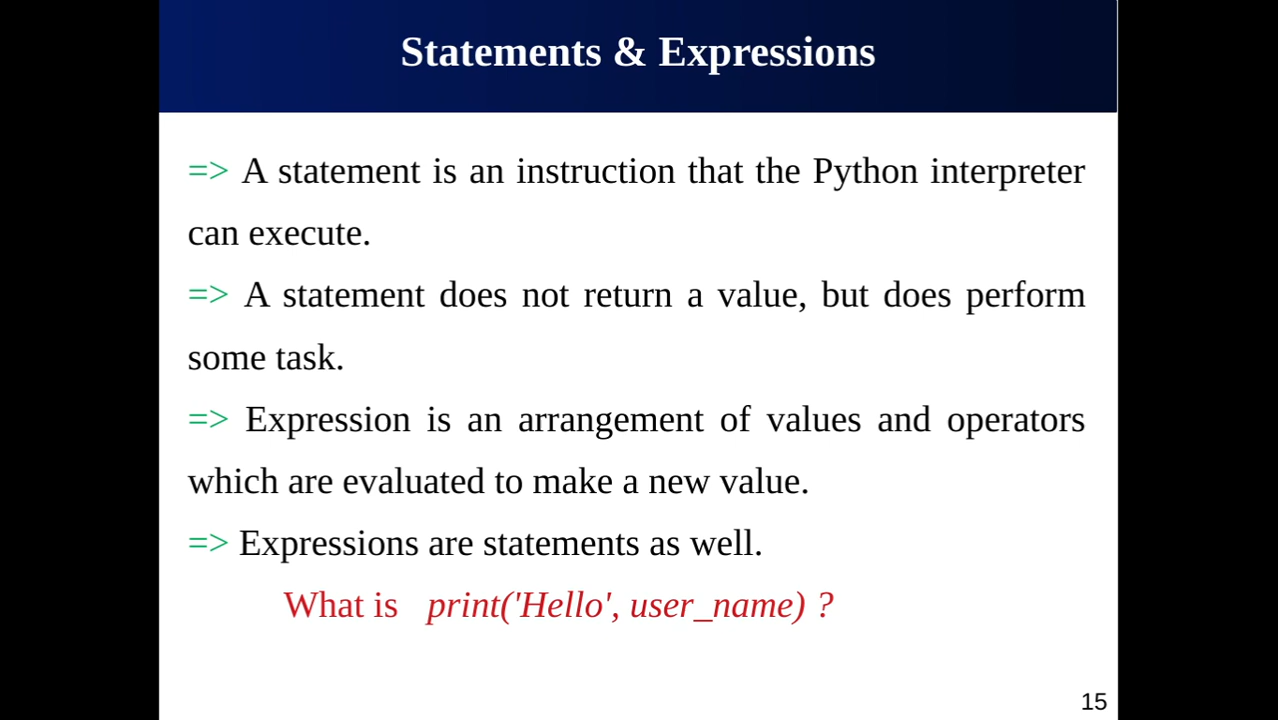 Statements & Expressions
=> A statement is an instruction that the Python interpreter
can execute.
=> A statement does not return a value, but does perform
some task.
=> Expression is an arrangement of values and operators
which are evaluated to make a new value.
=> Expressions are statements as well.
What is print('Hello', user_name) ?
15